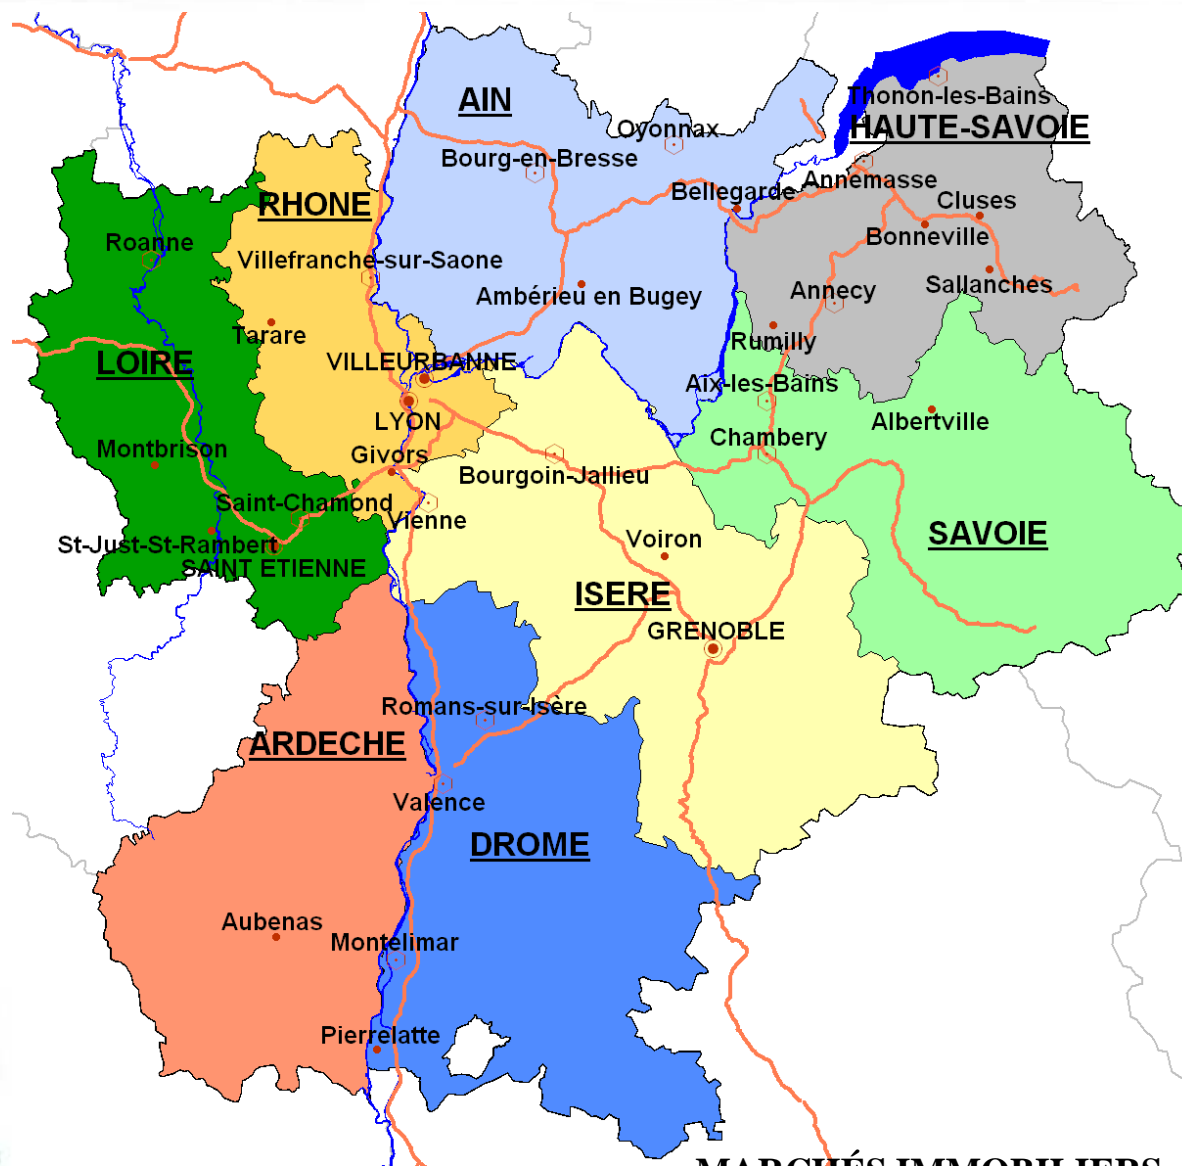 AIN
Thonon-les-Bains
HAUTE-SAVOIE
Oyonnax
Bourg-en-Bresse
Annemasse
Bellegarde
Cluses
RHONE
Bonneville
Roanne
Villefranche-sur-Saone
Sallanches
Annecy
Ambérieu en Bugey
Tarare
Rumilly
LOIRE
VILLEURBANNE
Aix-les-Bains
LYON
Albertville
Chambery
Montbrison
Givors
Bourgoin-Jallieu
Saint-Chamond
Vienne
SAVOIE
Voiron
St-Just-St-Rambert
SAINT ETIENNE
ISERE
GRENOBLE
Romans-sur-Isère
ARDECHE
Valence
DROME
Aubenas
Montélimar
Pierrelatte
MARCHÉS IMMOBILIERS